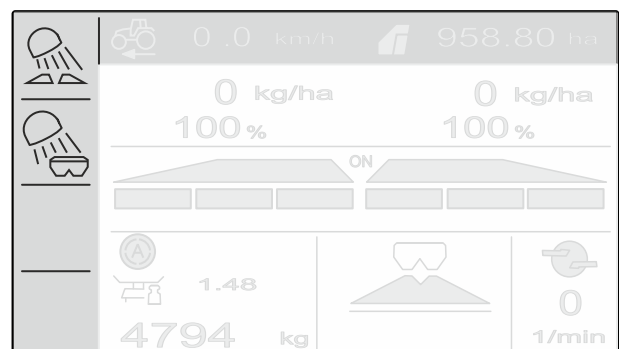 0.0 km/h 958.80 ha
0 kg/ha 0 kg/ha
100 % 100 %
ON
A
1.48
0
4794 kg 1/min